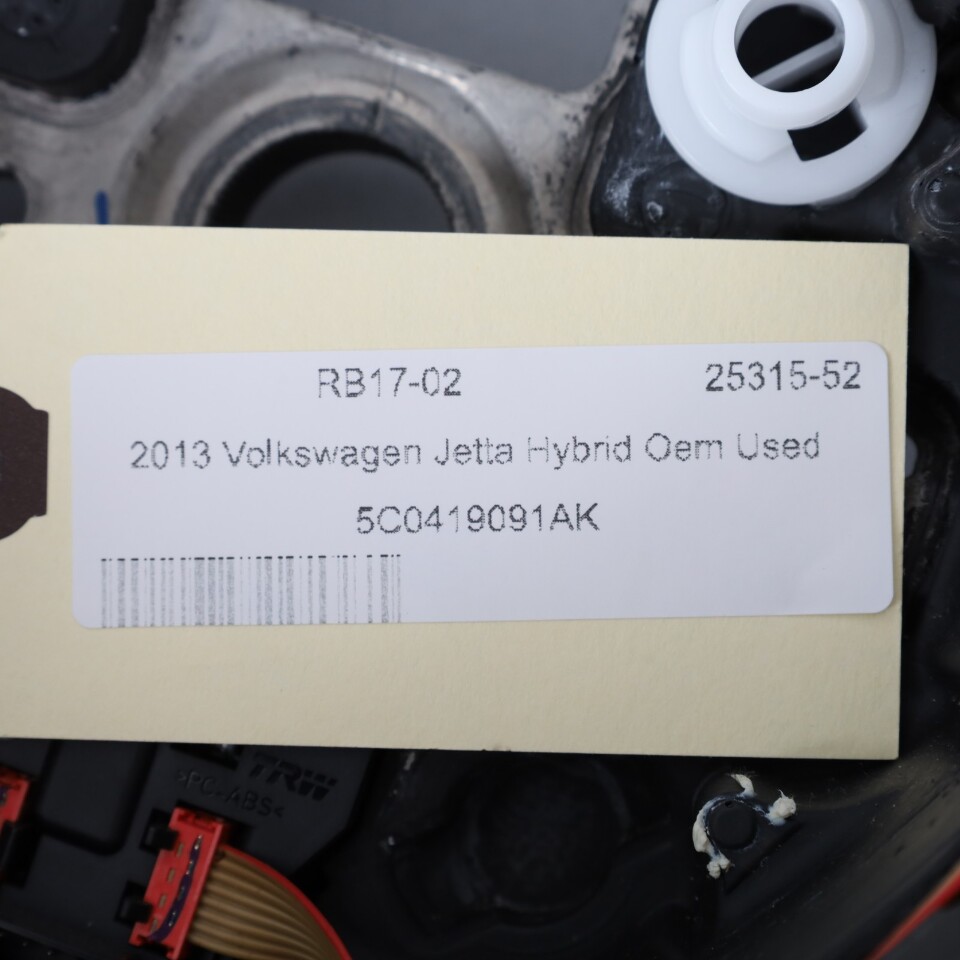 RB17-02 25315-52
2013 Volkswagen Jetta Hybrid Oem Used
5C0419091AK
TRW
>PC-ABS<